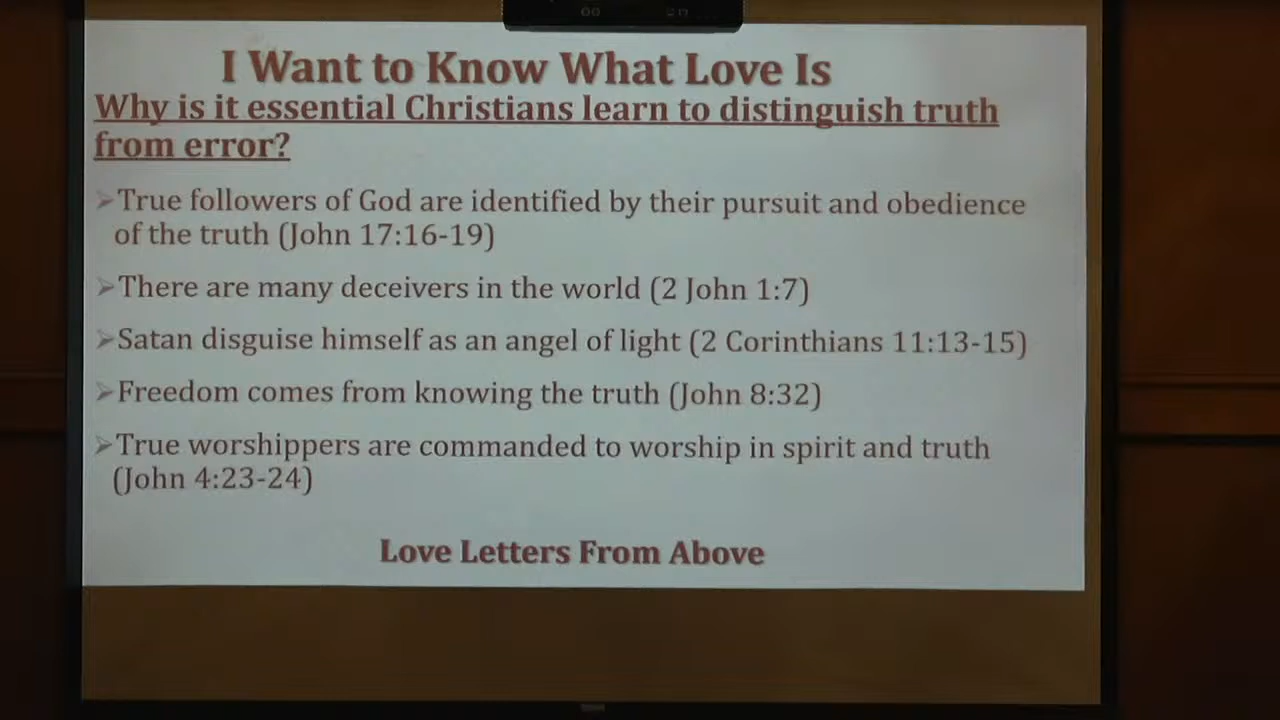 I Want to Know What Love Is
Why is it essential Christians learn to distinguish truth
from error?
➢True followers of God are identified by their pursuit and obedience
of the truth (John 17:16-19)
➢There are many deceivers in the world (2 John 1:7)
➢Satan disguise himself as an angel of light (2 Corinthians 11:13-15)
➢Freedom comes from knowing the truth (John 8:32)
➢True worshippers are commanded to worship in spirit and truth
(John 4:23-24)
Love Letters From Above